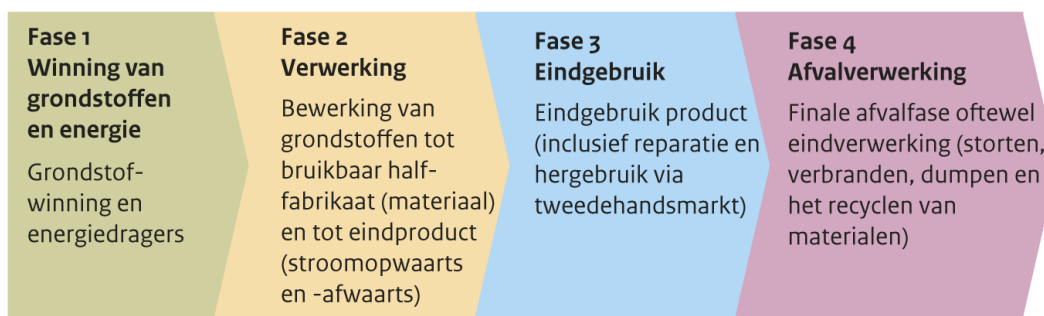 Fase 1
Winning van
grondstoffen
en energie
Grondstof-
winning en
energiedragers
Fase 2
Verwerking
Bewerking van
grondstoffen tot
bruikbaar half-
fabrikaat (materiaal)
en tot eindproduct
(stroomopwaarts
en -afwaarts)
Fase 3
Eindgebruik
Eindgebruik product
(inclusief reparatie en
hergebruik via
tweedehandsmarkt)
Fase 4
Afvalverwerking
Finale afvalfase oftewel
eindverwerking (storten,
verbranden, dumpen en
het recyclen van
materialen)